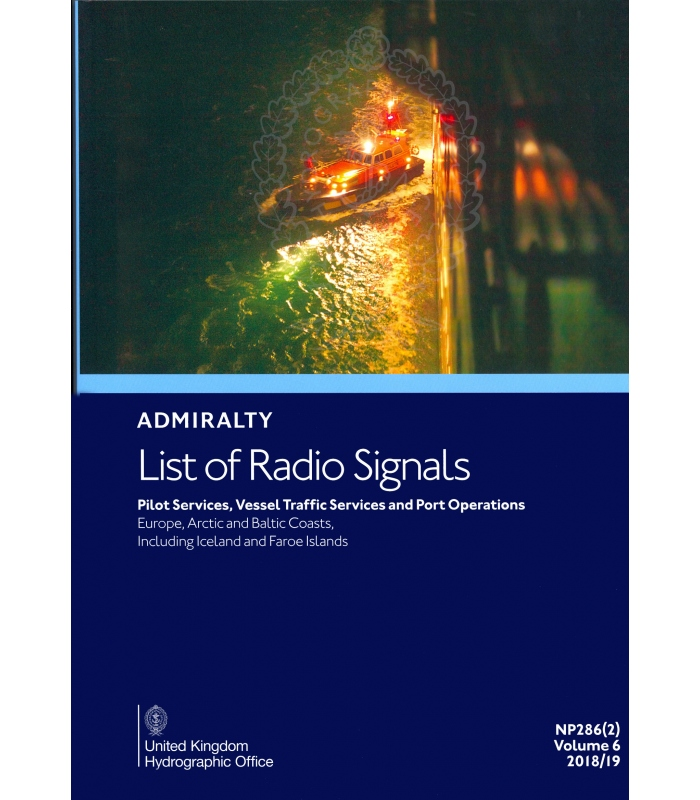 ADMIRALTY
List of Radio Signals
Pilot Services, Vessel Traffic Services and Port Operations
Europe, Arctic and Baltic Coasts,
Including Iceland and Faroe Islands
United Kingdom
Hydrographic Office
NP286(2)
Volume 6
2018/19